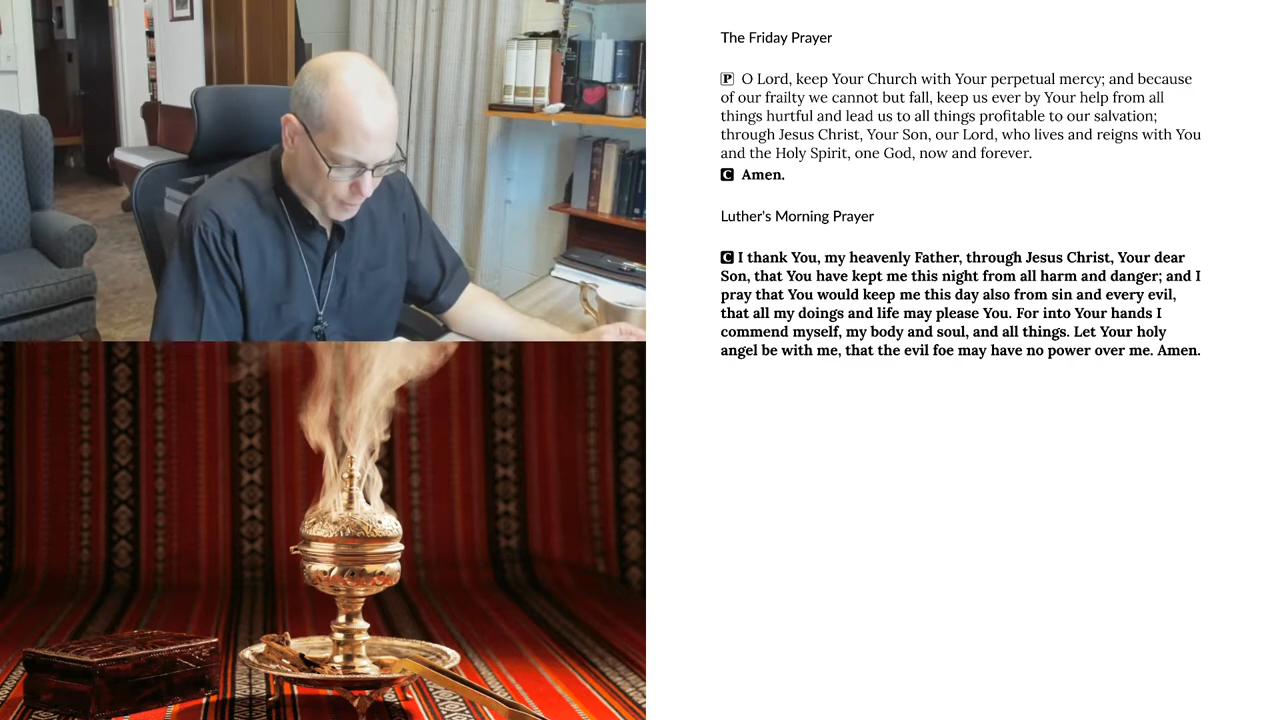 The Friday Prayer
P O Lord, keep Your Church with Your perpetual mercy; and because
of our frailty we cannot but fall, keep us ever by Your help from all
things hurtful and lead us to all things profitable to our salvation;
through Jesus Christ, Your Son, our Lord, who lives and reigns with You
and the Holy Spirit, one God, now and forever.
C Amen.
Luther's Morning Prayer
C I thank You, my heavenly Father, through Jesus Christ, Your dear
Son, that You have kept me this night from all harm and danger; and I
pray that You would keep me this day also from sin and every evil,
that all my doings and life may please You. For into Your hands I
commend myself, my body and soul, and all things. Let Your holy
angel be with me, that the evil foe may have no power over me. Amen.